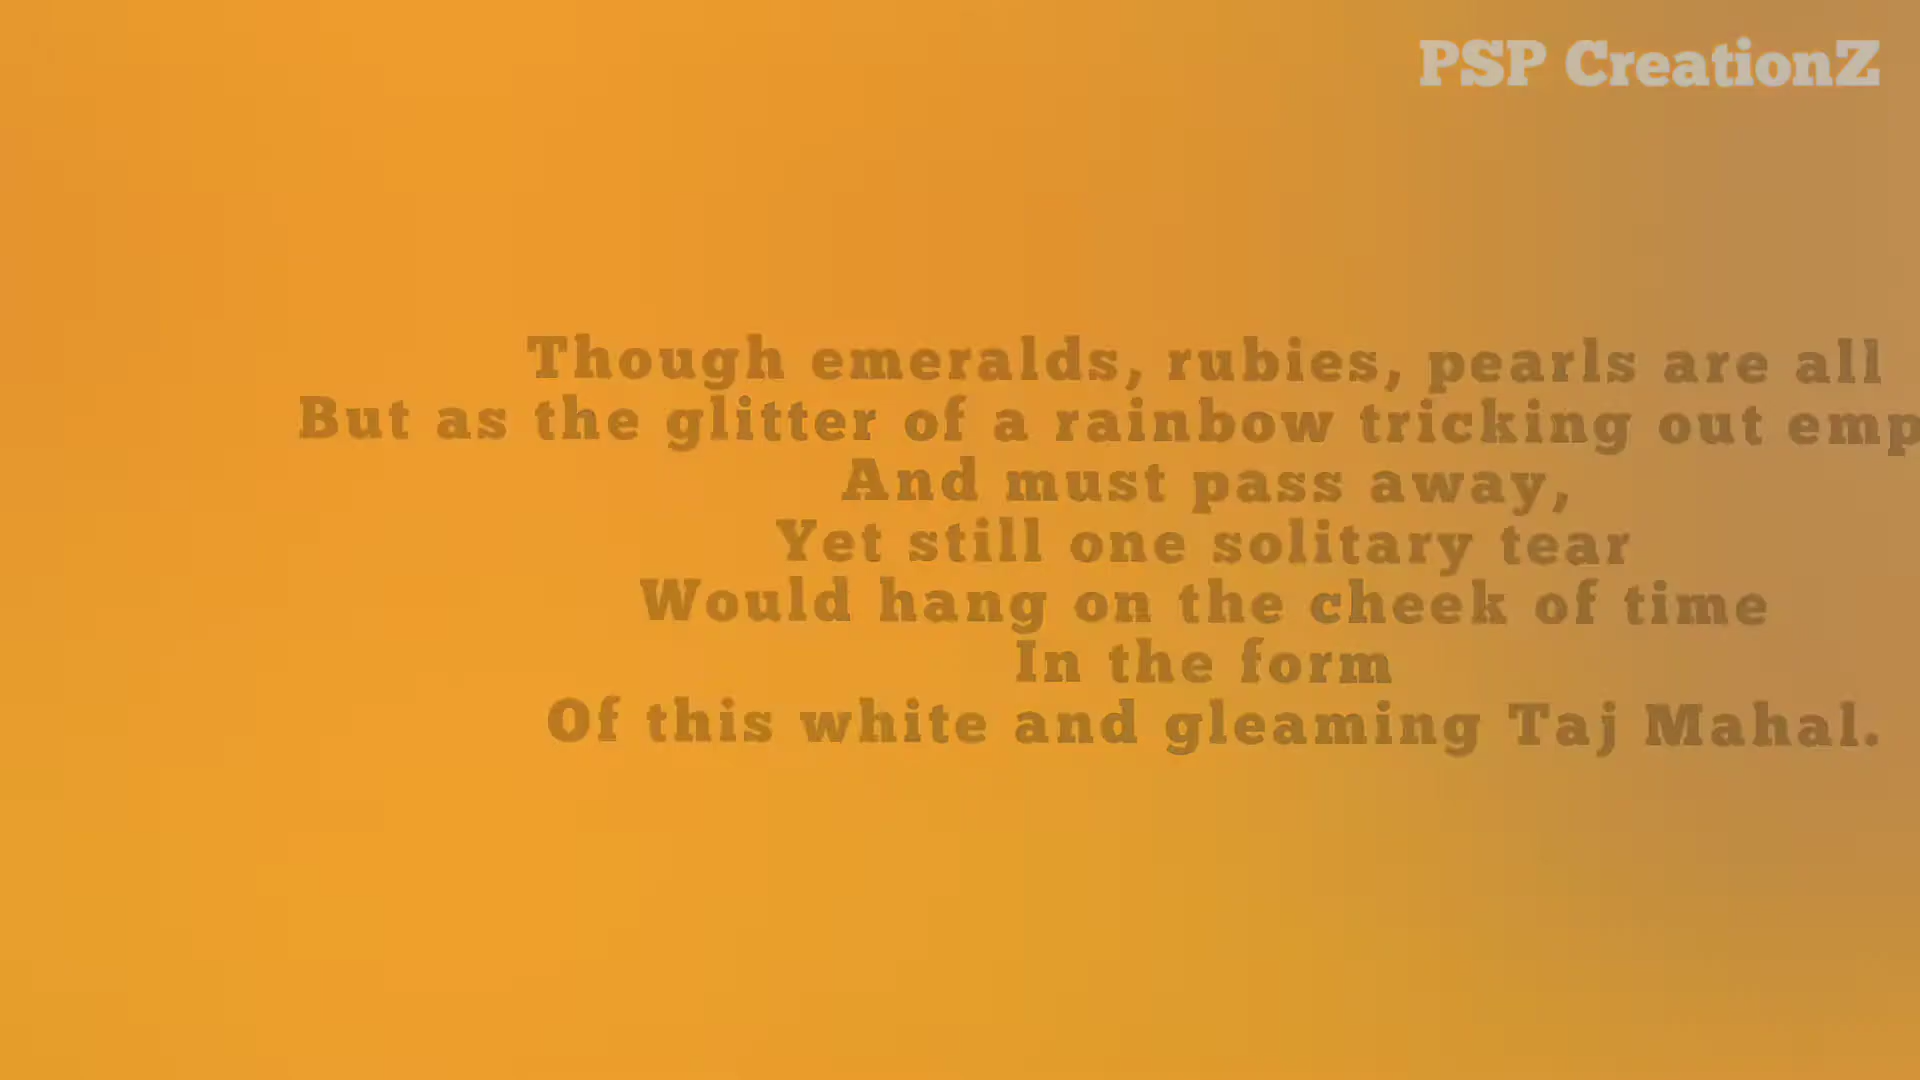 PSP CreationZ
Though emeralds, rubies, pearls are all
But as the glitter of a rainbow tricking out emp
And must pass away,
Yet still one solitary tear
Would hang on the cheek of time
In the form
Of this white and gleaming Taj Mahal.